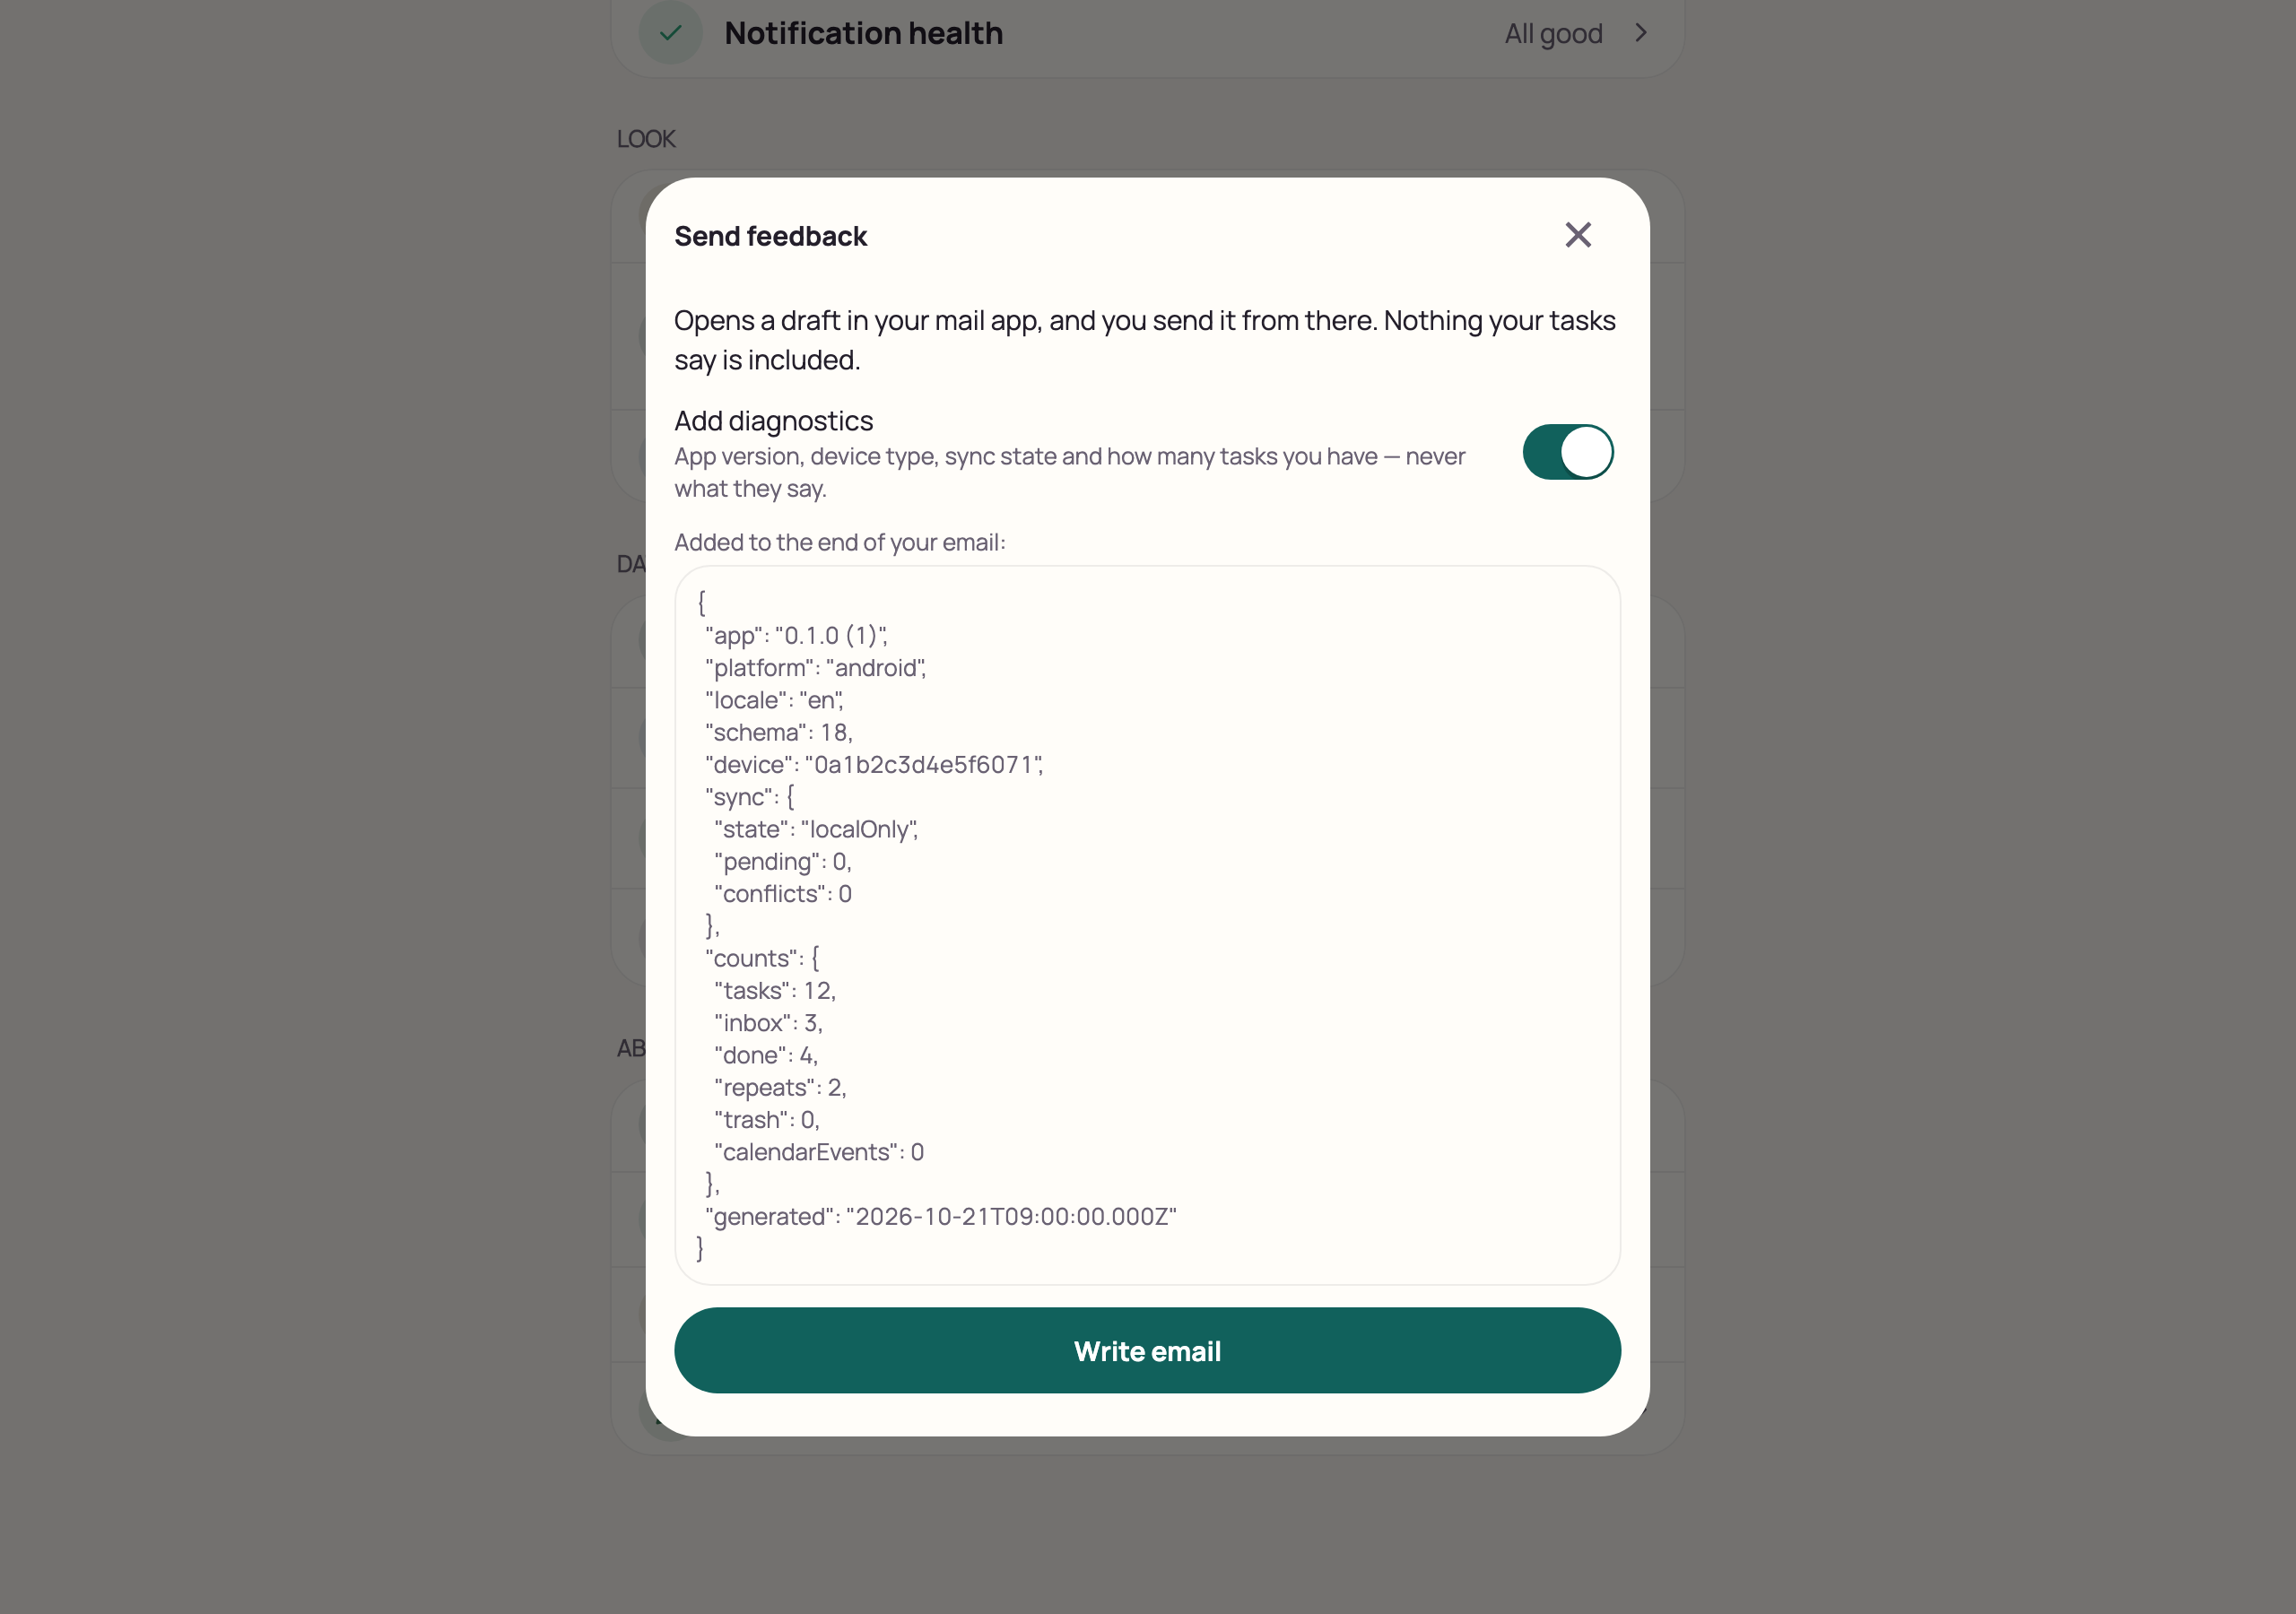 Notification health
All good
LOOK
Send feedback
Opens a draft in your mail app, and you send it from there. Nothing your tasks
say is included.
Add diagnostics
App version, device type, sync state and how many tasks you have — never
what they say.
DA
Added to the end of your email:
{
"app": "0.1.0 (1)",
"platform": "android",
"locale": "en",
"schema": 18,
"device": "0a1b2c3d4e5f6071",
"sync": {
"state": "localOnly",
"pending": 0,
"conflicts": 0
},
"counts": {
"tasks": 12,
"inbox": 3,
"done": 4,
"repeats": 2,
"trash": 0,
"calendarEvents": 0
},
"generated": "2026-10-21T09:00:00.000Z"
}
AB
Write email